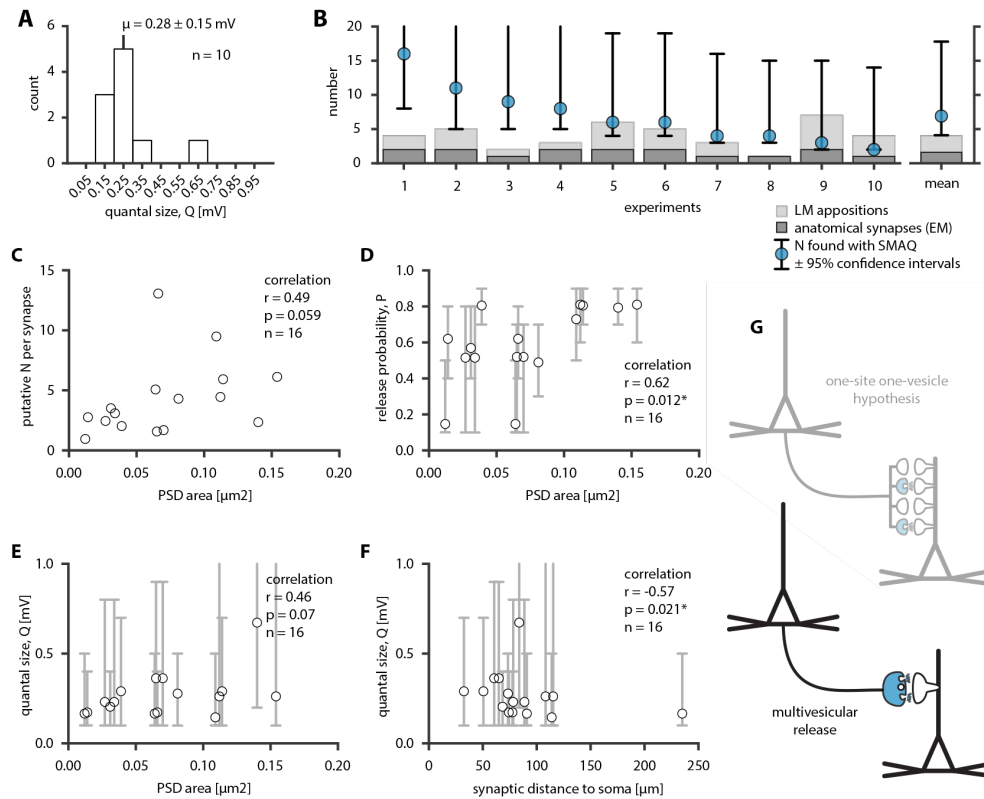 A
μ = 0.28 ± 0.15 mV
n = 10
6
4
2
0
count
0.05
0.15
0.25
0.35
0.45
0.55
0.65
0.75
0.85
0.95
quantal size, Q [mV]
B
20
15
10
5
0
number
1 2 3 4 5 6 7 8 9 10 mean
experiments
LM appositions
anatomical synapses (EM)
N found with SMAQ
± 95% confidence intervals
C
15
10
5
0
putative N per synapse
correlation
r = 0.49
p = 0.059
n = 16
0.00 0.05 0.10 0.15 0.20
PSD area [µm2]
D
1.0
0.8
0.6
0.4
0.2
0.0
release probability, P
correlation
r = 0.62
p = 0.012*
n = 16
0.00 0.05 0.10 0.15 0.20
PSD area [µm2]
E
1.0
0.5
0.0
quantal size, Q [mV]
correlation
r = 0.46
p = 0.07
n = 16
0.00 0.05 0.10 0.15 0.20
PSD area [µm2]
F
1.0
0.5
0.0
quantal size, Q [mV]
correlation
r = -0.57
p = 0.021*
n = 16
0 50 100 150 200 250
synaptic distance to soma [µm]
G
one-site one-vesicle
hypothesis
multivesicular
release